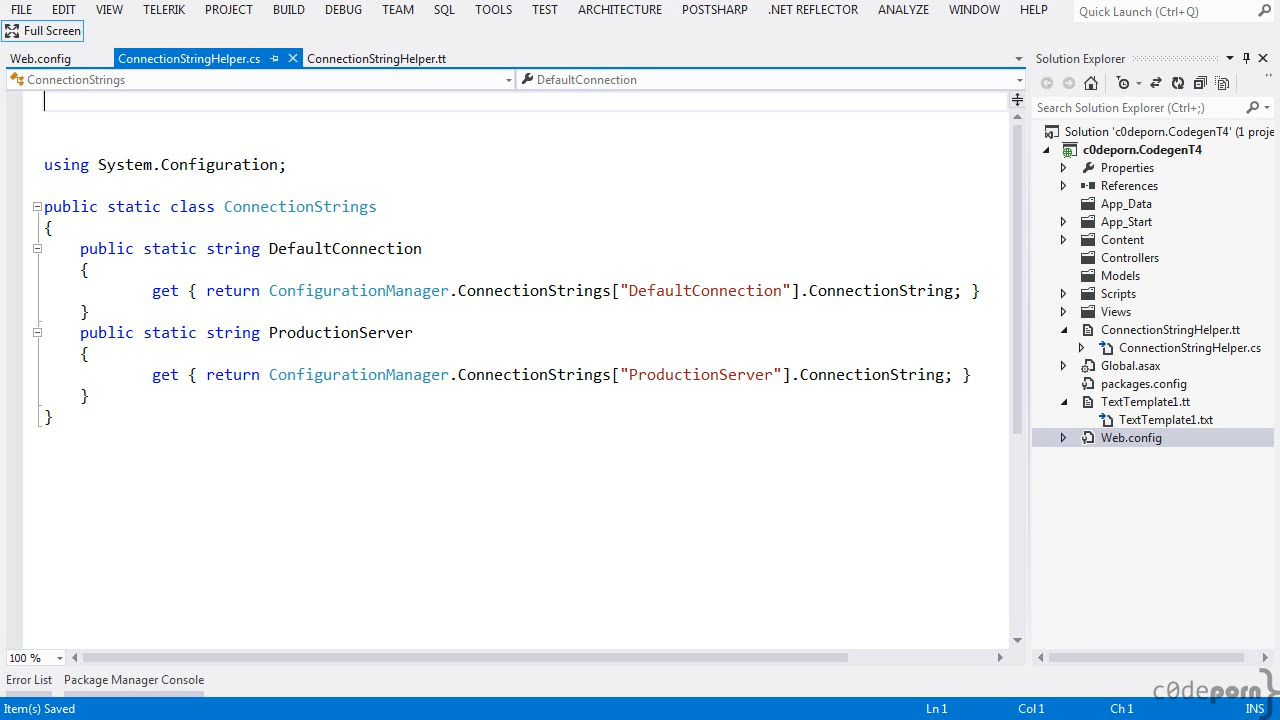 FILE EDIT VIEW TELERIK PROJECT BUILD DEBUG TEAM SQL TOOLS TEST ARCHITECTURE POSTSHARP .NET REFLECTOR ANALYZE WINDOW HELP Quick Launch (Ctrl+Q)
Full Screen
Web.config ConnectionStringHelper.cs ConnectionStringHelper.tt
ConnectionStrings DefaultConnection
using System.Configuration;
public static class ConnectionStrings
{
public static string DefaultConnection
{
get { return ConfigurationManager.ConnectionStrings["DefaultConnection"].ConnectionString; }
}
public static string ProductionServer
{
get { return ConfigurationManager.ConnectionStrings["ProductionServer"].ConnectionString; }
}
}
100 %
Solution Explorer
Search Solution Explorer (Ctrl+;)
Solution 'c0deporn.CodegenT4' (1 proje
c0deporn.CodegenT4
Properties
References
App_Data
App_Start
Content
Controllers
Models
Scripts
Views
ConnectionStringHelper.tt
ConnectionStringHelper.cs
Global.asax
packages.config
TextTemplate1.tt
TextTemplate1.txt
Web.config
Error List Package Manager Console
c0deporn}
Item(s) Saved Ln 1 Col 1 Ch 1 INS